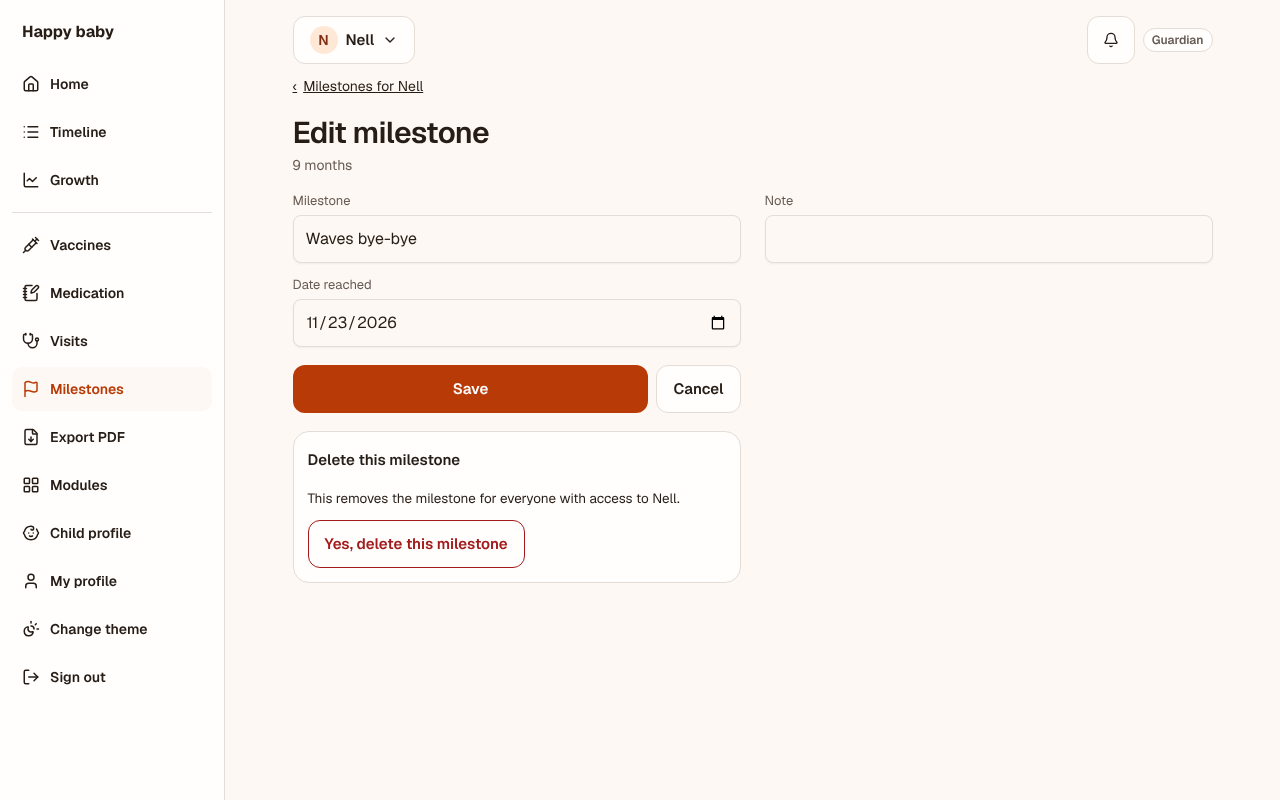 Happy baby
Home
Timeline
Growth
Vaccines
Medication
Visits
Milestones
Export PDF
Modules
Child profile
My profile
Change theme
Sign out
N Nell
Guardian
‹ Milestones for Nell
Edit milestone
9 months
Milestone
Waves bye-bye
Note
Date reached
11/23/2026
Save
Cancel
Delete this milestone
This removes the milestone for everyone with access to Nell.
Yes, delete this milestone